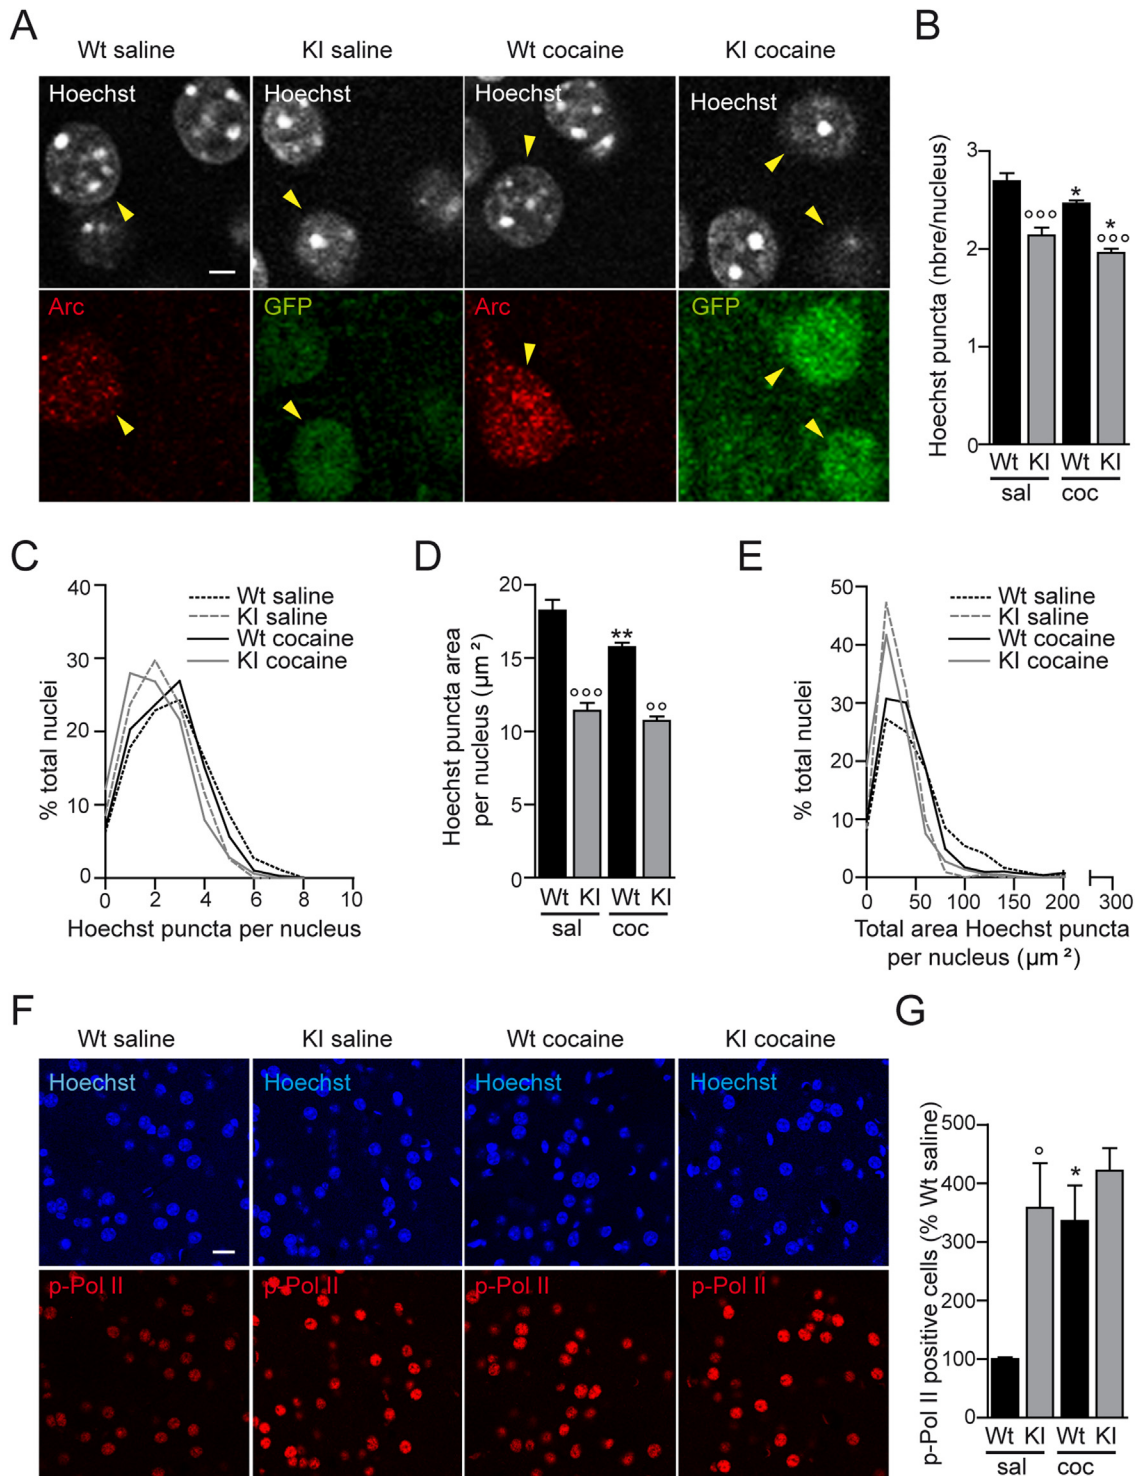 A
Wt saline
KI saline
Wt cocaine
KI cocaine
Hoechst
Hoechst
Hoechst
Hoechst
Arc
GFP
Arc
GFP
B
Hoechst puncta (nbre/nucleus)
3
2
1
0
°°°
*
*
°°°
Wt KI Wt KI
sal coc
C
% total nuclei
40
30
20
10
0
Wt saline
KI saline
Wt cocaine
KI cocaine
0 2 4 6 8 10
Hoechst puncta per nucleus
D
Hoechst puncta area
per nucleus (µm²)
20
15
10
5
0
°°°
**
°°
Wt KI Wt KI
sal coc
E
% total nuclei
50
40
30
20
10
0
Wt saline
KI saline
Wt cocaine
KI cocaine
0 50 100 150 200 300
Total area Hoechst puncta
per nucleus (µm²)
F
Wt saline
KI saline
Wt cocaine
KI cocaine
Hoechst
Hoechst
Hoechst
Hoechst
p-Pol II
p-Pol II
p-Pol II
p-Pol II
G
p-Pol II positive cells (% Wt saline)
500
400
300
200
100
0
°
*
Wt KI Wt KI
sal coc